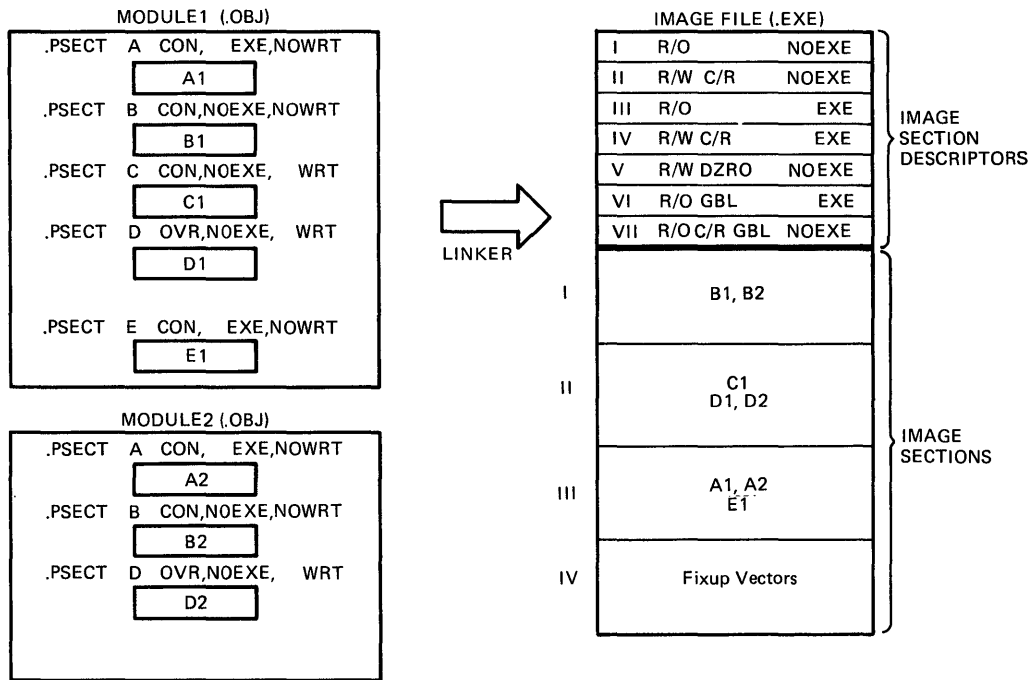 MODULE1 (.OBJ)
.PSECT A CON, EXE,NOWRT
A1
.PSECT B CON,NOEXE,NOWRT
B1
.PSECT C CON,NOEXE, WRT
C1
.PSECT D OVR,NOEXE, WRT
D1
.PSECT E CON, EXE,NOWRT
E1
MODULE2 (.OBJ)
.PSECT A CON, EXE,NOWRT
A2
.PSECT B CON,NOEXE,NOWRT
B2
.PSECT D OVR,NOEXE, WRT
D2
LINKER
IMAGE FILE (.EXE)
I R/O NOEXE
II R/W C/R NOEXE
III R/O EXE
IV R/W C/R EXE
V R/W DZRO NOEXE
VI R/O GBL EXE
VII R/O C/R GBL NOEXE
IMAGE
SECTION
DESCRIPTORS
I B1, B2
II C1
D1, D2
III A1, A2
E1
IV Fixup Vectors
IMAGE
SECTIONS